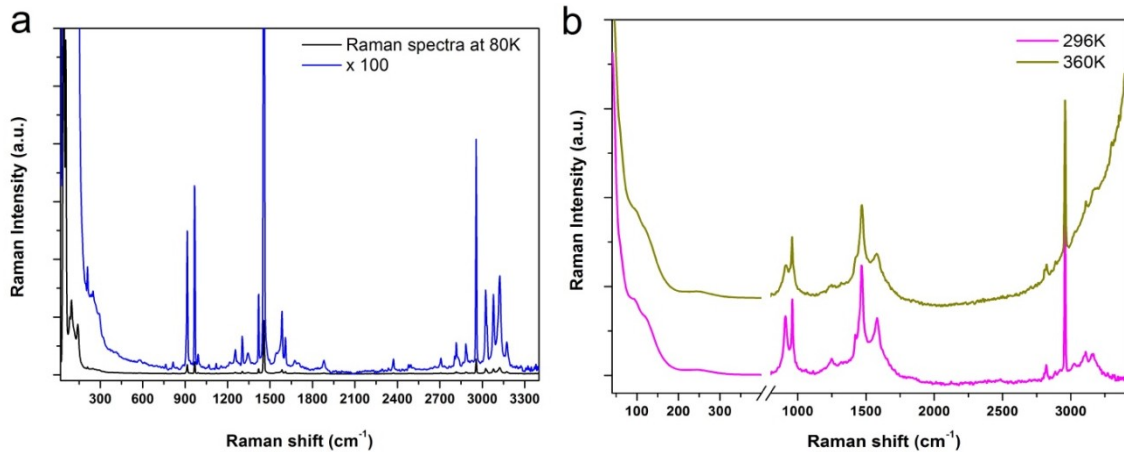 a
Raman spectra at 80K
x 100
Raman Intensity (a.u.)
300 600 900 1200 1500 1800 2100 2400 2700 3000 3300
Raman shift (cm⁻¹)
b
296K
360K
Raman Intensity (a.u.)
100 200 300 1000 1500 2000 2500 3000
Raman shift (cm⁻¹)